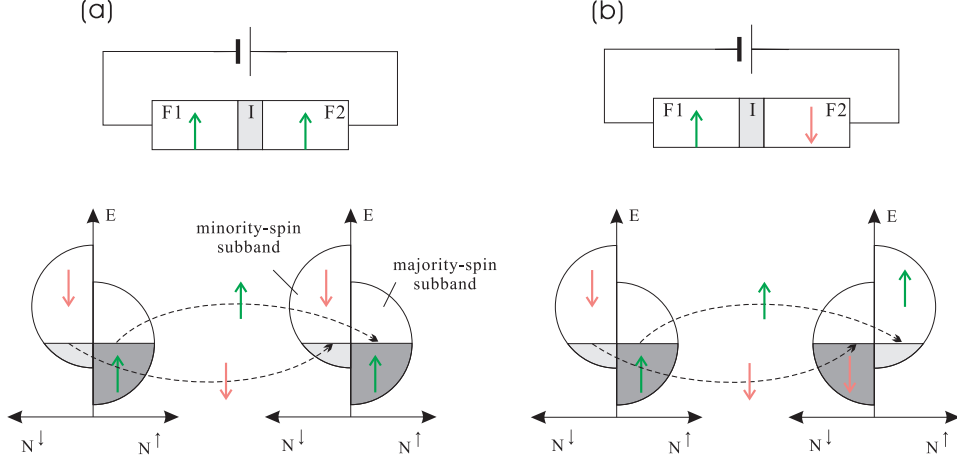 (a)
F1 I F2
E
E
minority-spin
subband
majority-spin
subband
N↓ N↑
N↓ N↑
(b)
F1 I F2
E
E
N↓ N↑
N↓ N↑